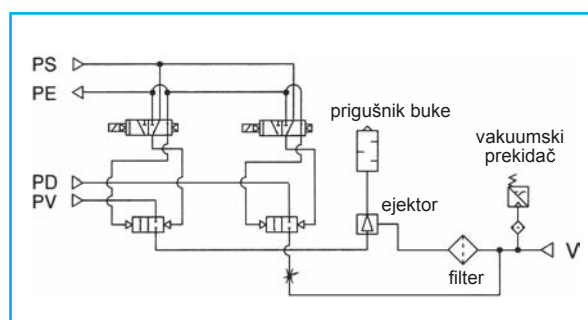 PS
PE
prigušnik buke
vakuumski
prekidač
PD
PV
ejektor
filter
V